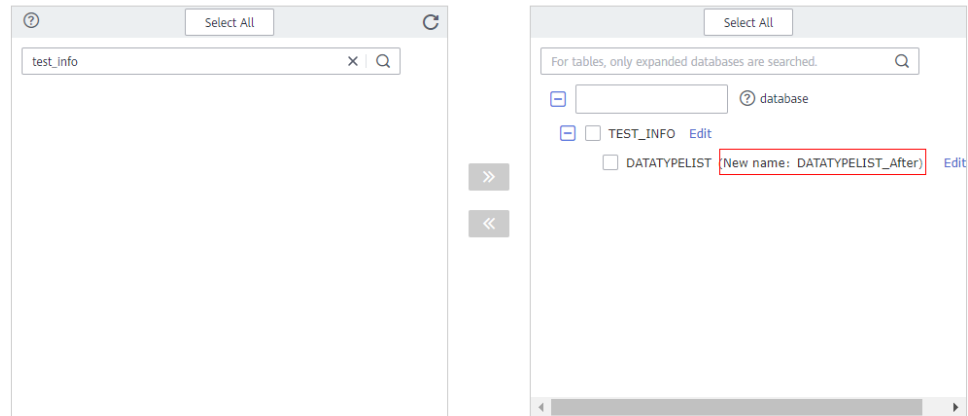 Select All
test_info
Select All
For tables, only expanded databases are searched.
database
TEST_INFO Edit
DATATYPELIST (New name: DATATYPELIST_After) Edit